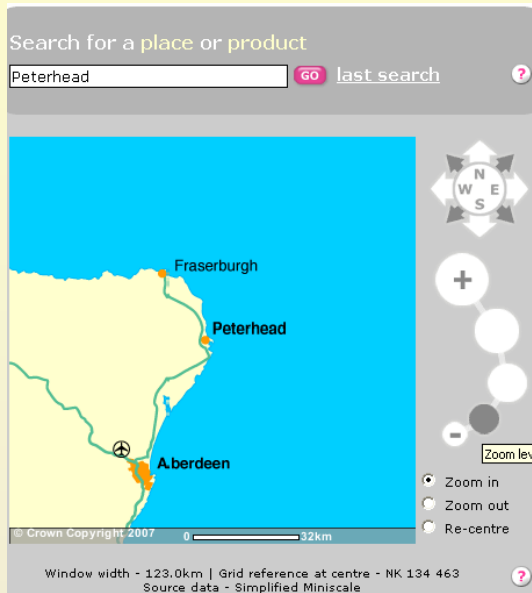 Search for a place or product
Peterhead GO last search ?
N
W E
S
+
Fraserburgh
Peterhead
Aberdeen
-
Zoom lev
Zoom in
Zoom out
Re-centre
© Crown Copyright 2007 0 32km
Window width - 123.0km | Grid reference at centre - NK 134 463 ?
Source data - Simplified Miniscale